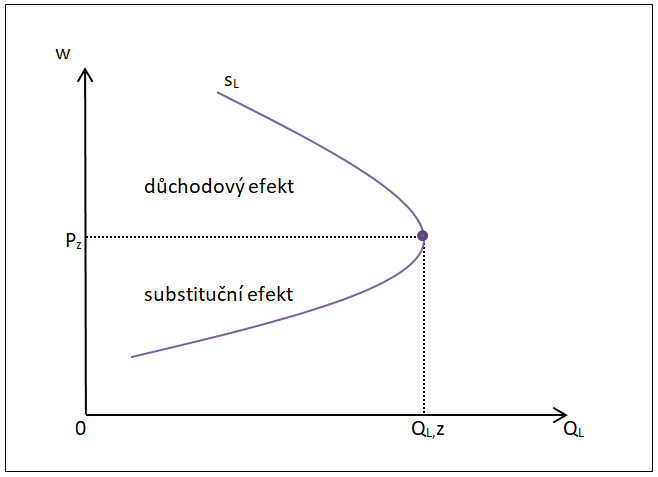 w
sL
důchodový efekt
Pz
substituční efekt
0
QL,z
QL